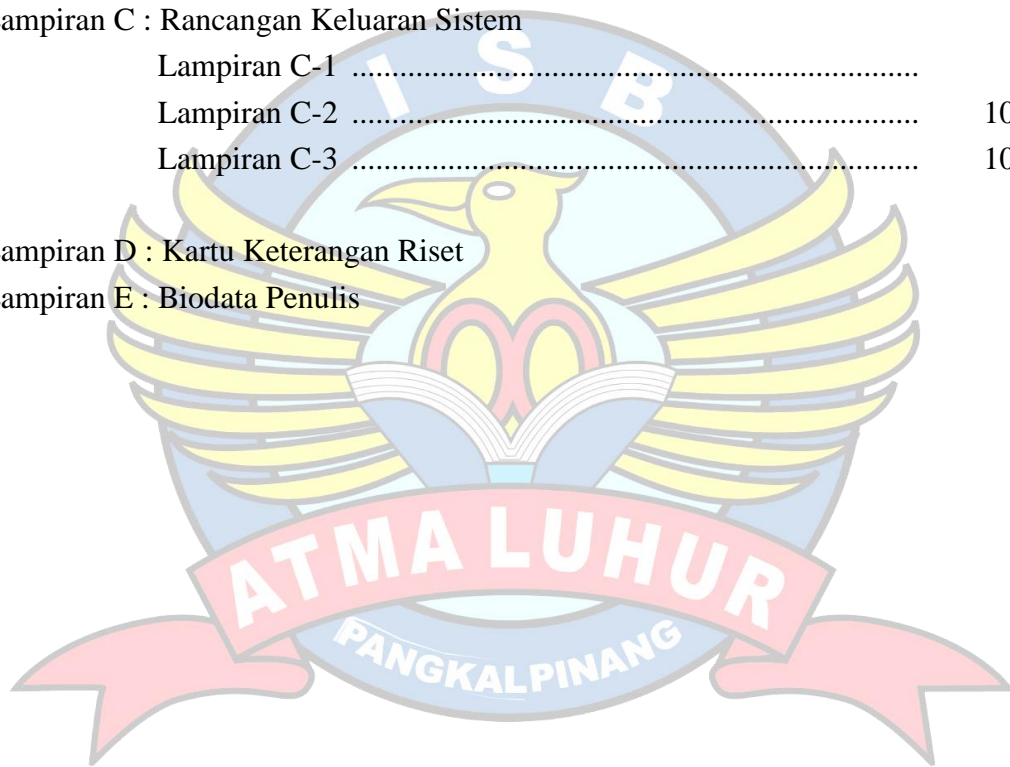 ampiran C : Rancangan Keluaran Sistem
Lampiran C-1 ...............................................................
Lampiran C-2 ............................................................... 10
Lampiran C-3 ............................................................... 10
ampiran D : Kartu Keterangan Riset
ampiran E : Biodata Penulis
I S B
ATMA LUHUR
PANGKALPINANG